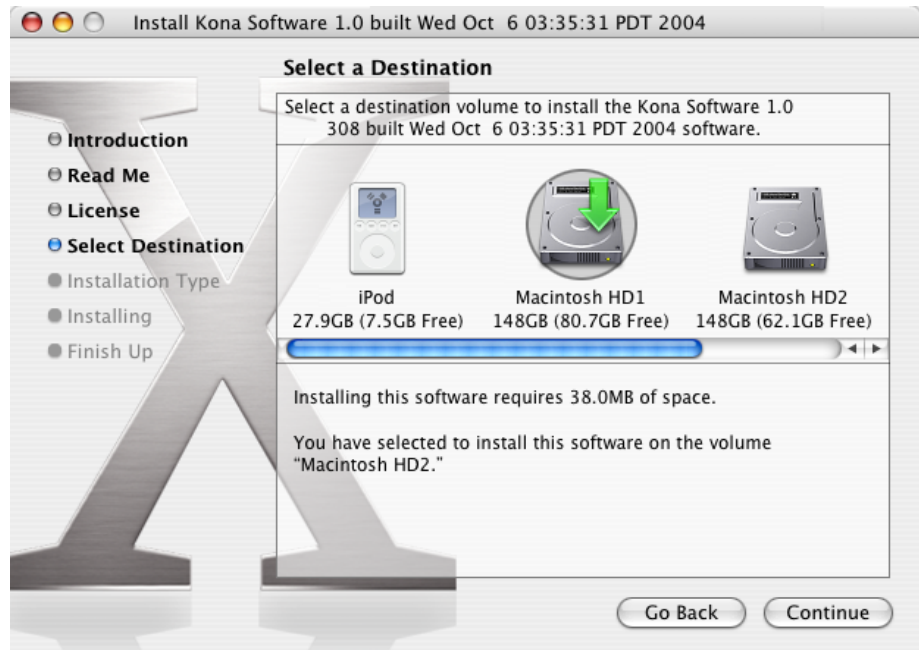 Install Kona Software 1.0 built Wed Oct  6 03:35:31 PDT 2004
Select a Destination
Introduction
Read Me
License
Select Destination
Installation Type
Installing
Finish Up
Select a destination volume to install the Kona Software 1.0
308 built Wed Oct  6 03:35:31 PDT 2004 software.
iPod
27.9GB (7.5GB Free)
Macintosh HD1
148GB (80.7GB Free)
Macintosh HD2
148GB (62.1GB Free)
Installing this software requires 38.0MB of space.
You have selected to install this software on the volume
“Macintosh HD2.”
Go Back
Continue